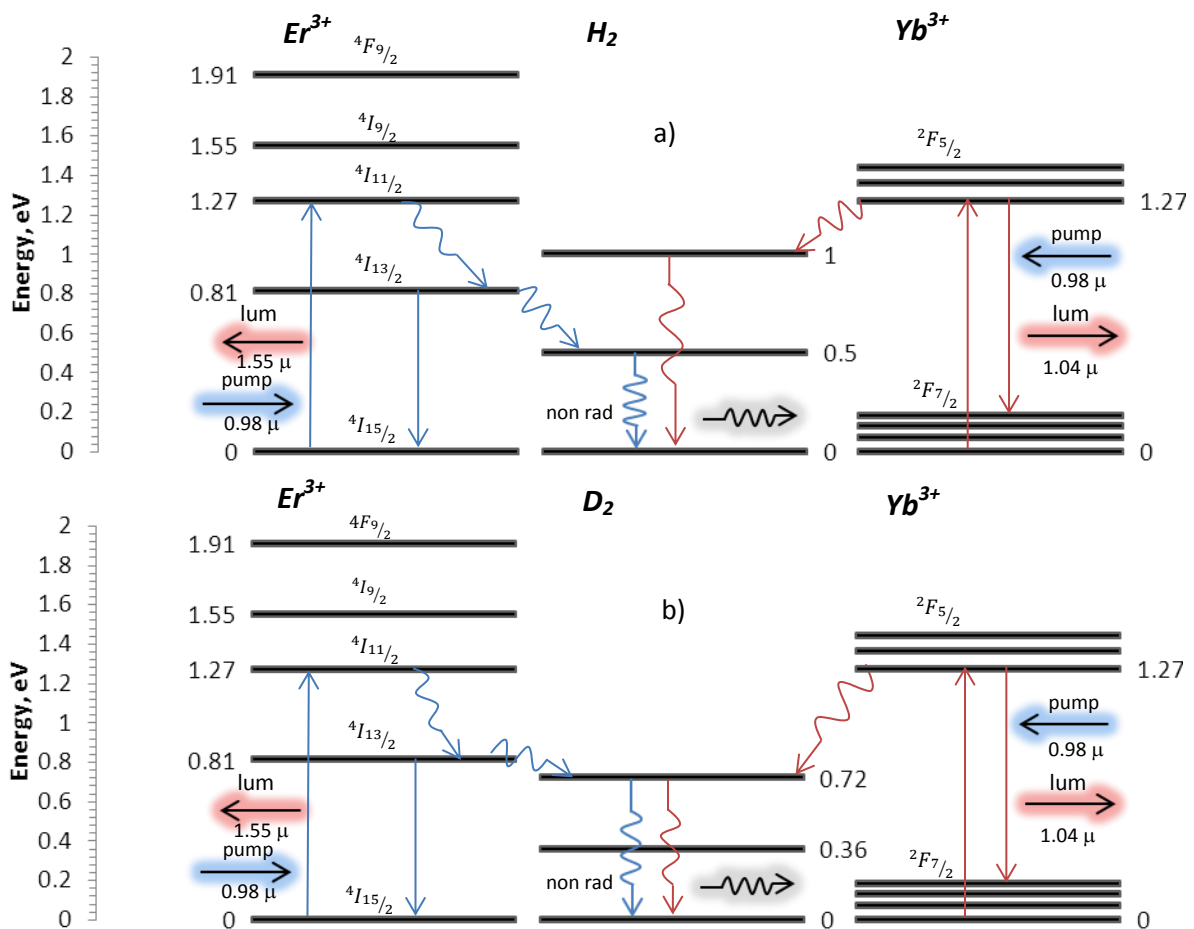 Er³⁺ H₂ Yb³⁺
Energy, eV
2
1.8
1.6
1.4
1.2
1
0.8
0.6
0.4
0.2
0
⁴F₉/₂
1.91
⁴I₉/₂
1.55
⁴I₁₁/₂
1.27
⁴I₁₃/₂
0.81
lum
1.55 μ
pump
0.98 μ
⁴I₁₅/₂
0
a)
1
0.5
non rad
0
²F₅/₂
1.27
pump
0.98 μ
lum
1.04 μ
²F₇/₂
0
Er³⁺ D₂ Yb³⁺
Energy, eV
2
1.8
1.6
1.4
1.2
1
0.8
0.6
0.4
0.2
0
4F₉/₂
1.91
⁴I₉/₂
1.55
⁴I₁₁/₂
1.27
⁴I₁₃/₂
0.81
lum
1.55 μ
pump
0.98 μ
⁴I₁₅/₂
0
b)
0.72
0.36
non rad
0
²F₅/₂
1.27
pump
0.98 μ
lum
1.04 μ
²F₇/₂
0